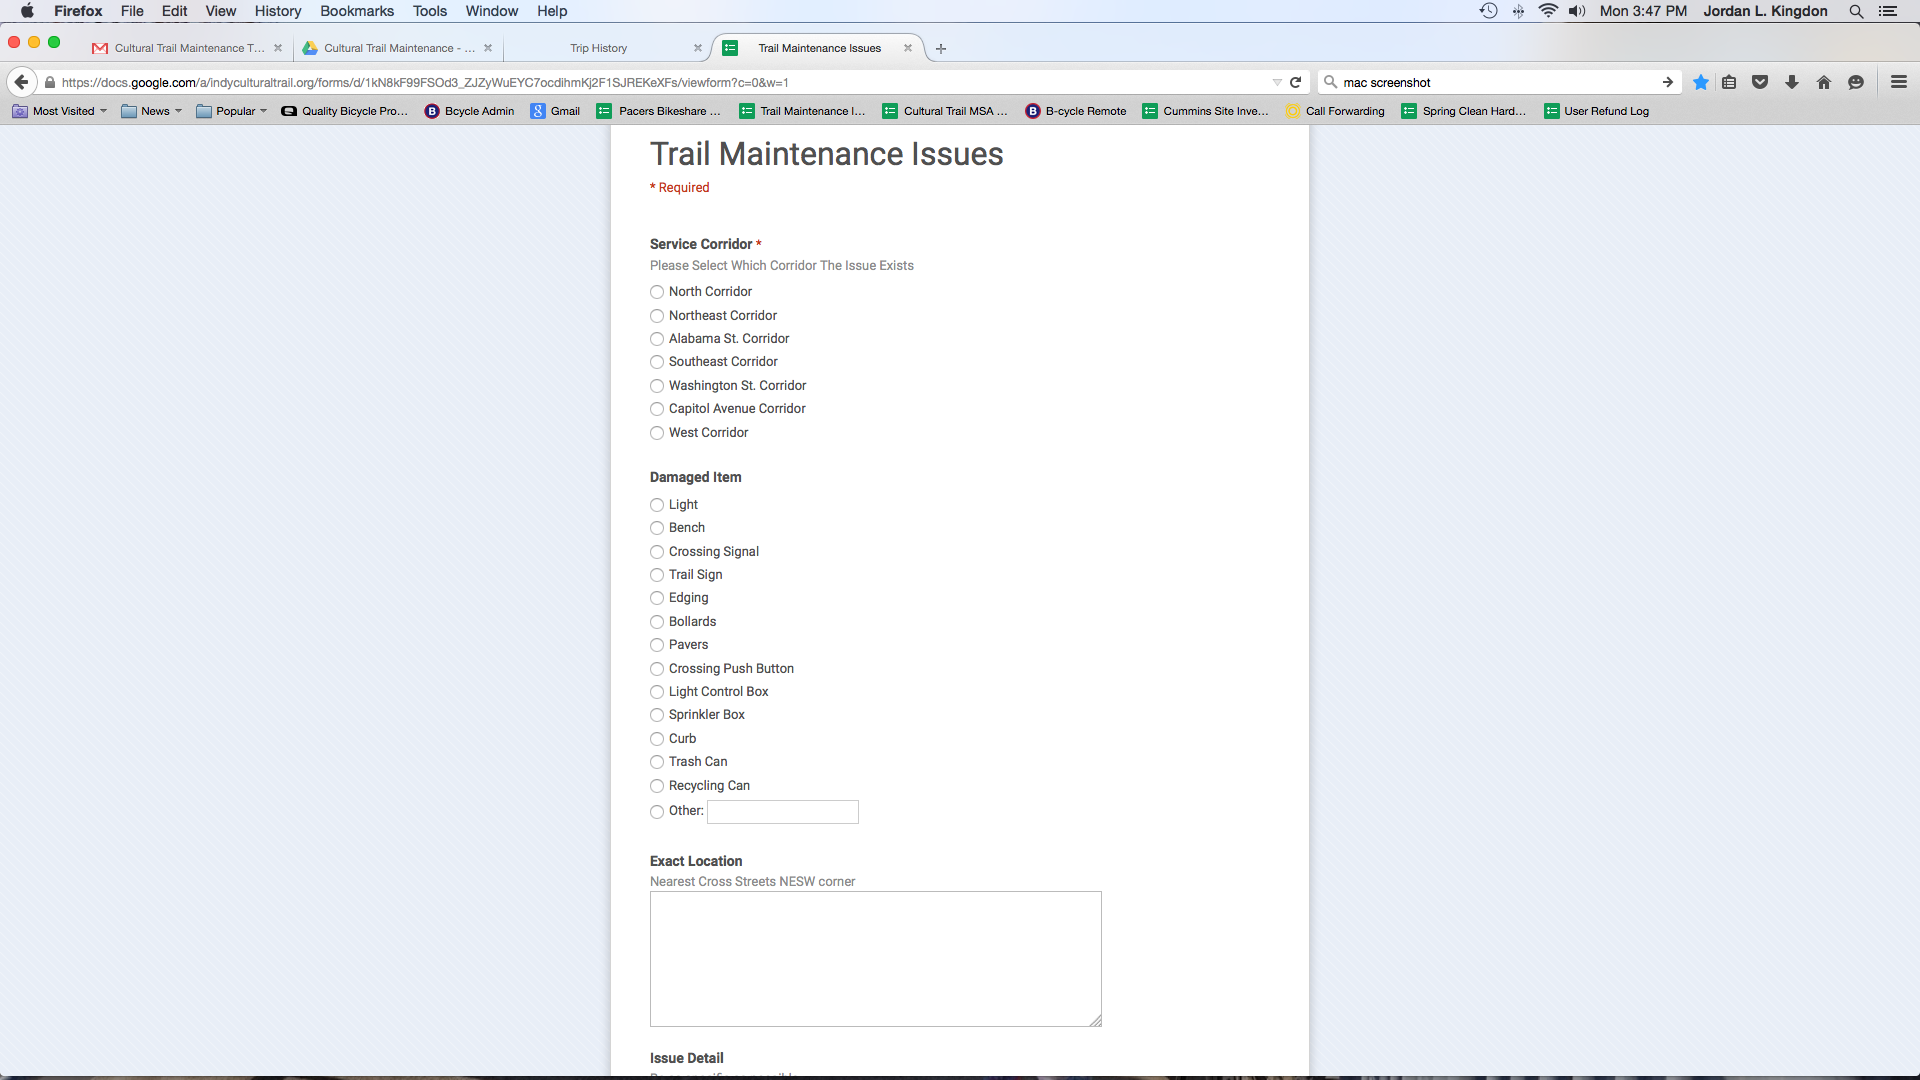 Firefox File Edit View History Bookmarks Tools Window Help Mon 3:47 PM Jordan L. Kingdon
Cultural Trail Maintenance T... Cultural Trail Maintenance - ... Trip History Trail Maintenance Issues
https://docs.google.com/a/indyculturaltrail.org/forms/d/1kN8kF99FSOd3_ZJZyWuEYC7ocdihmKj2F1SJREKeXFs/viewform?c=0&w=1 mac screenshot
Most Visited News Popular Quality Bicycle Pro... Bcycle Admin Gmail Pacers Bikeshare ... Trail Maintenance I... Cultural Trail MSA ... B-cycle Remote Cummins Site Inve... Call Forwarding Spring Clean Hard... User Refund Log
Trail Maintenance Issues
* Required
Service Corridor *
Please Select Which Corridor The Issue Exists
North Corridor
Northeast Corridor
Alabama St. Corridor
Southeast Corridor
Washington St. Corridor
Capitol Avenue Corridor
West Corridor
Damaged Item
Light
Bench
Crossing Signal
Trail Sign
Edging
Bollards
Pavers
Crossing Push Button
Light Control Box
Sprinkler Box
Curb
Trash Can
Recycling Can
Other:
Exact Location
Nearest Cross Streets NESW corner
Issue Detail